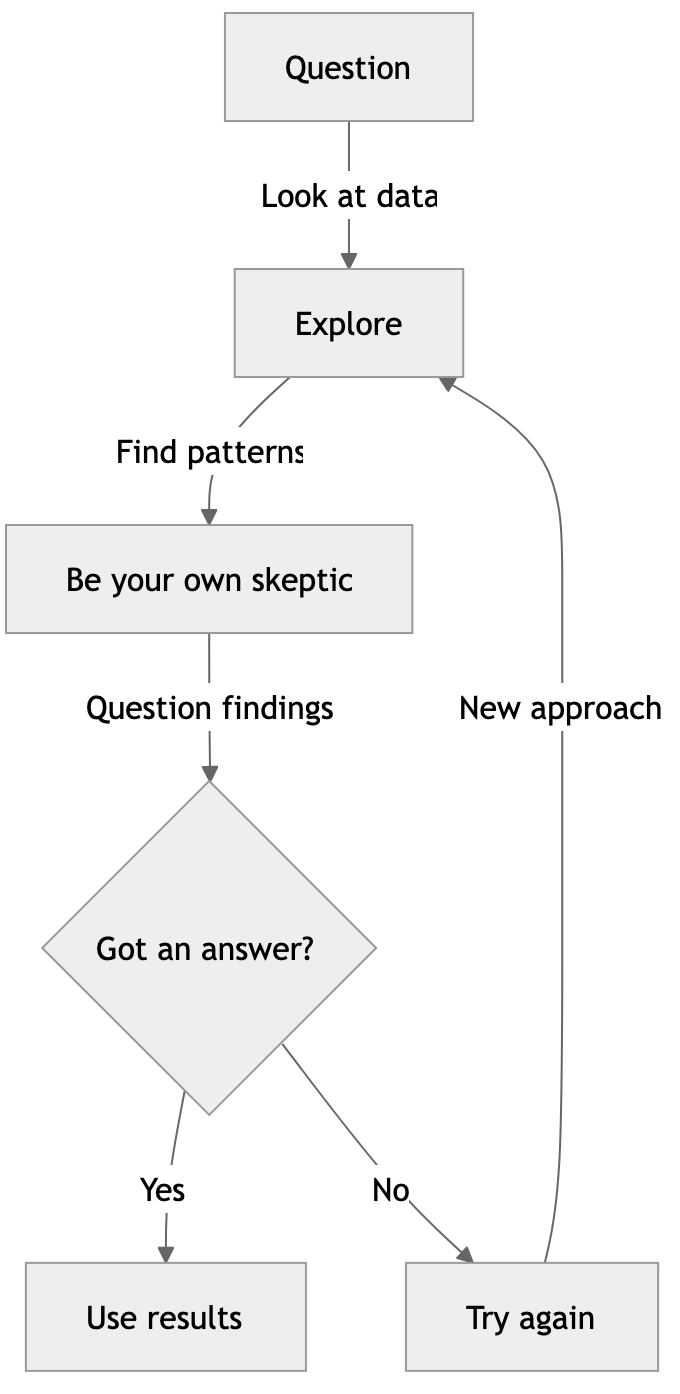 Question
Look at data
Explore
Find patterns
Be your own skeptic
Question findings
New approach
Got an answer?
Yes
No
Use results
Try again